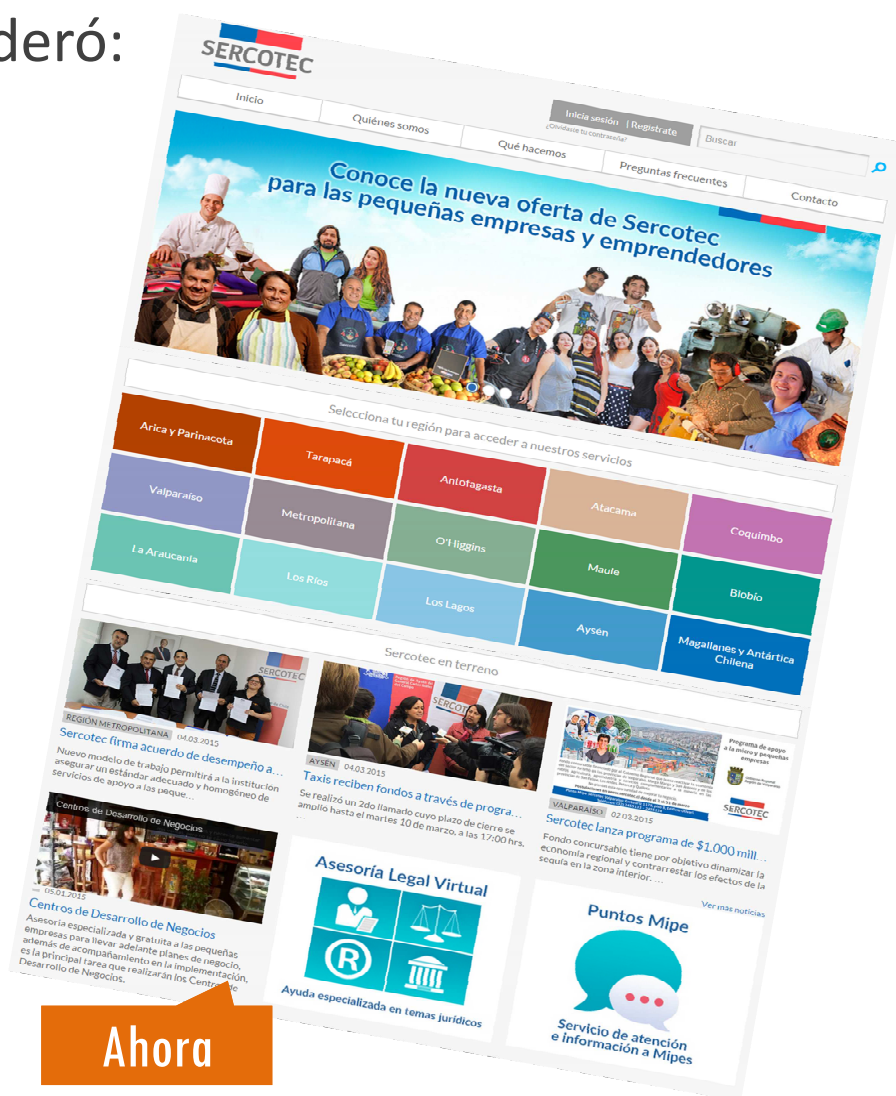 deró:
SERCOTEC
Inicia sesión | Regístrate
¿Olvidaste tu contraseña?
Buscar
Inicio
Quiénes somos
Qué hacemos
Preguntas frecuentes
Contacto
Conoce la nueva oferta de Sercotec
para las pequeñas empresas y emprendedores
Selecciona tu región para acceder a nuestros servicios
Arica y Parinacota
Tarapacá
Antofagasta
Atacama
Coquimbo
Valparaíso
Metropolitana
O'Higgins
Maule
Biobío
La Araucanía
Los Ríos
Los Lagos
Aysén
Magallanes y Antártica
Chilena
Sercotec en terreno
SERCOTEC
REGIÓN METROPOLITANA 04.03.2015
Sercotec firma acuerdo de desempeño a...
Nuevo modelo de trabajo permitirá a la institución
asegurar un estándar adecuado y homogéneo de
servicios de apoyo a las peque...
SERCOT
AYSÉN 04.03.2015
Taxis reciben fondos a través de progra...
Se realizó un 2do llamado cuyo plazo de cierre se
amplió hasta el martes 10 de marzo, a las 17:00 hrs.
...
Programa de apoyo
a la micro y pequeñas
empresas
SERCOTEC
VALPARAÍSO 02.03.2015
Sercotec lanza programa de $1.000 mill...
Fondo concursable tiene por objetivo dinamizar la
economía regional y contrarrestar los efectos de la
sequía en la zona interior. ...
Ver más noticias
Centros de Desarrollo de Negocios
05.01.2015
Centros de Desarrollo de Negocios
Asesoría especializada y gratuita a las pequeñas
empresas para llevar adelante planes de negocio,
además de acompañamiento en la implementación,
es la principal tarea que realizarán los Centros de
Desarrollo de Negocios.
Asesoría Legal Virtual
®
Ayuda especializada en temas jurídicos
Puntos Mipe
Servicio de atención
e información a Mipes
Ahora